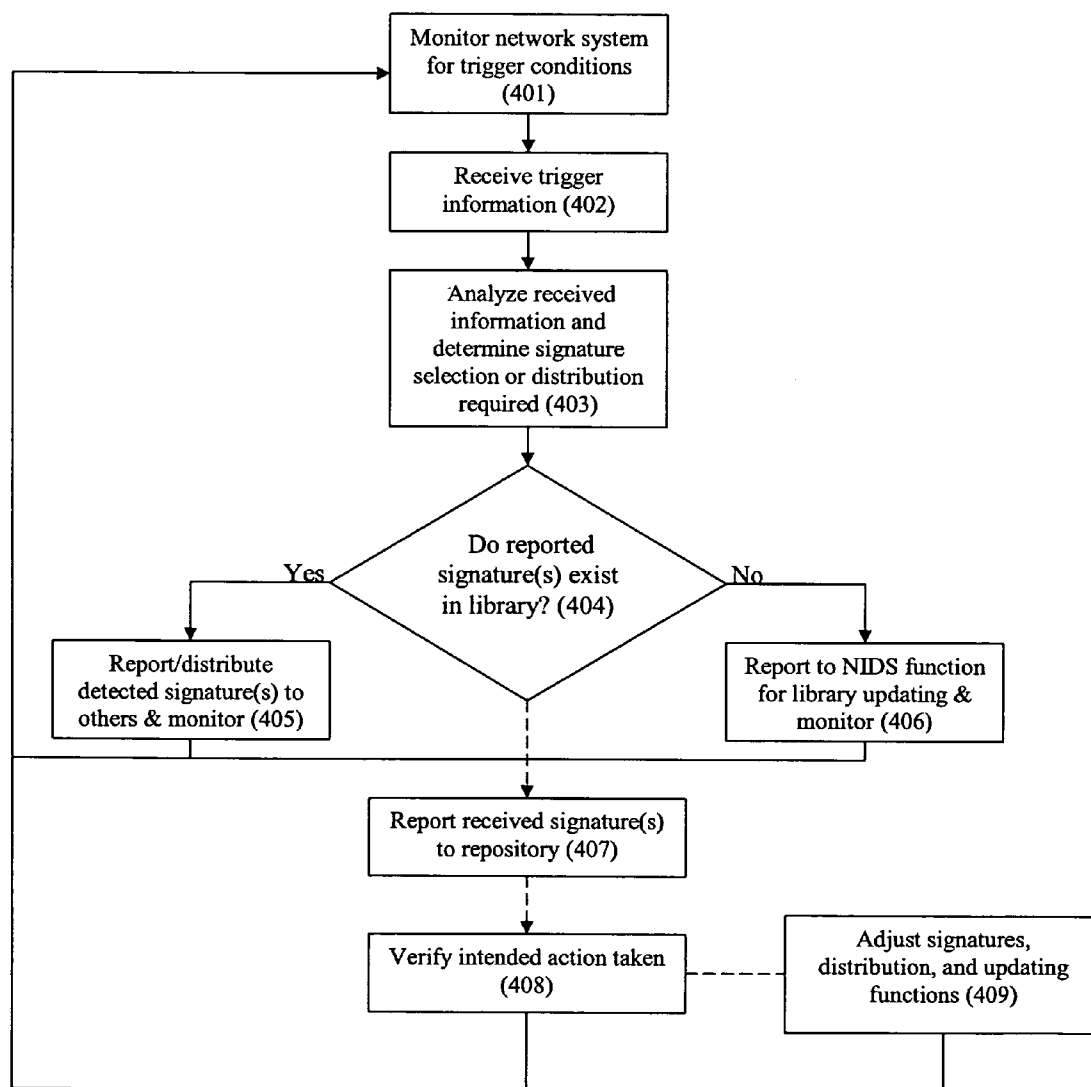 Monitor network system
for trigger conditions
(401)
Receive trigger
information (402)
Analyze received
information and
determine signature
selection or distribution
required (403)
Do reported
signature(s) exist
in library? (404)
Yes
No
Report/distribute
detected signature(s) to
others & monitor (405)
Report to NIDS function
for library updating &
monitor (406)
Report received signature(s)
to repository (407)
Verify intended action taken
(408)
Adjust signatures,
distribution, and updating
functions (409)